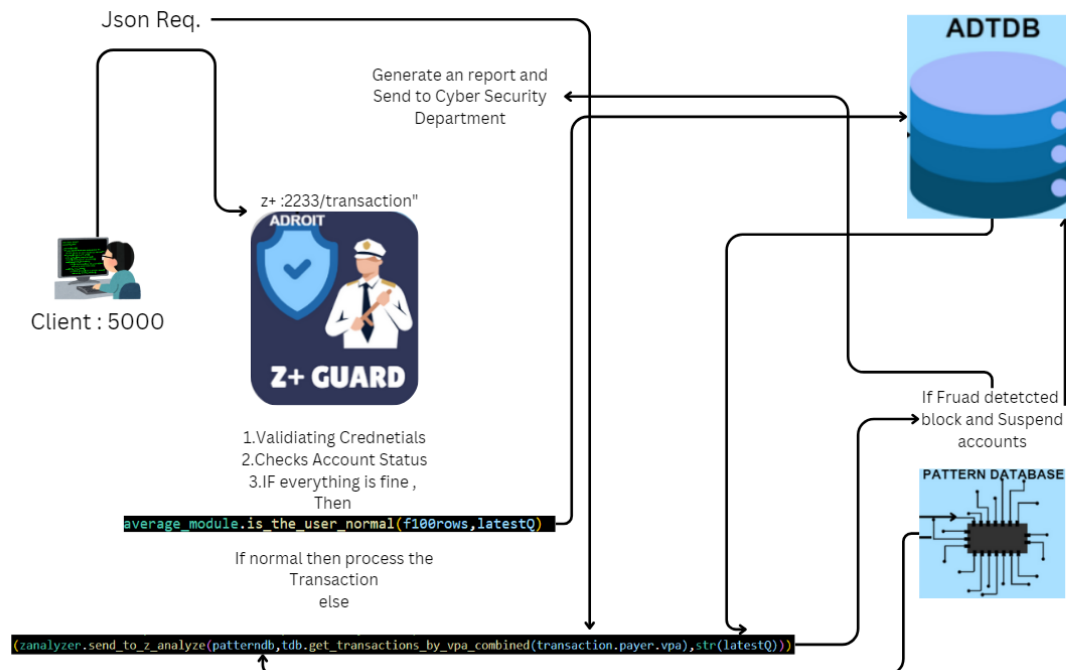 Json Req.
ADTDB
Generate an report and
Send to Cyber Security
Department
z+ :2233/transaction"
ADROIT
Z+ GUARD
Client : 5000
1.Validiating Crednetials
2.Checks Account Status
3.IF everything is fine ,
Then
average_module.is_the_user_normal(f100rows,latestQ)
If normal then process the
Transaction
else
If Fruad detetcted
block and Suspend
accounts
PATTERN DATABASE
(zanalyzer.send_to_z_analyze(patterndb,tdb.get_transactions_by_vpa_combined(transaction.payer.vpa),str(latestQ)))